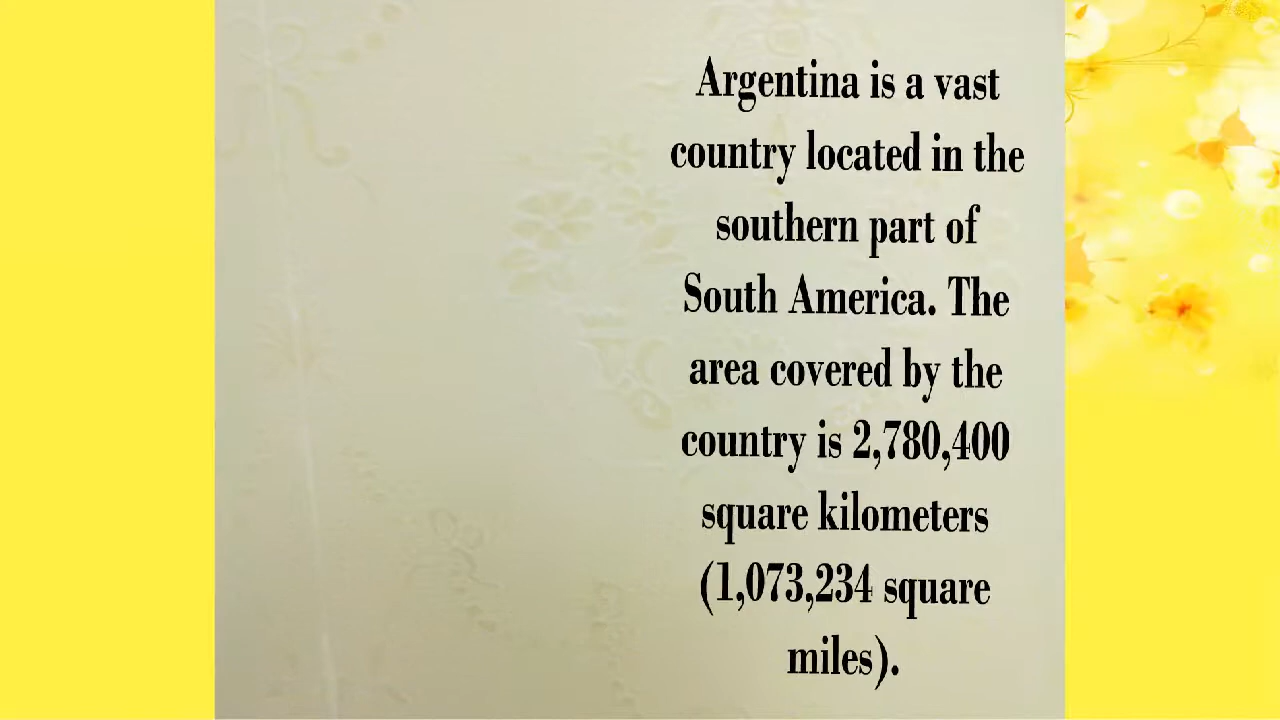 Argentina is a vast
country located in the
southern part of
South America. The
area covered by the
country is 2,780,400
square kilometers
(1,073,234 square
miles).